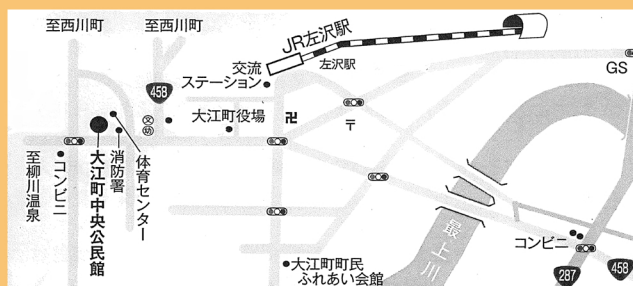 至西川町
至西川町
JR左沢駅
左沢駅
交流
ステーション
GS
458
大江町役場
文
幼
体育センター
消防署
大江町中央公民館
コンビニ
至柳川温泉
最上川
コンビニ
大江町町民
ふれあい会館
287
458